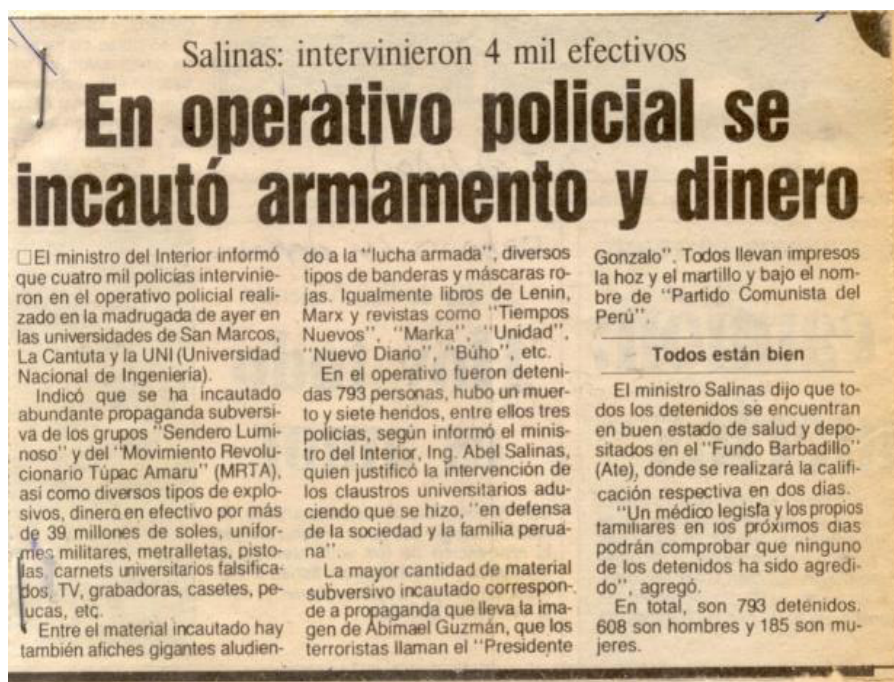 Salinas: intervinieron 4 mil efectivos
En operativo policial se
incautó armamento y dinero
□El ministro del Interior informó
que cuatro mil policías intervinie-
ron en el operativo policial reali-
zado en la madrugada de ayer en
las universidades de San Marcos,
La Cantuta y la UNI (Universidad
Nacional de Ingeniería).
Indicó que se ha incautado
abundante propaganda subversi-
va de los grupos "Sendero Lumi-
noso" y del "Movimiento Revolu-
cionario Túpac Amaru" (MRTA),
así como diversos tipos de explo-
sivos, dinero en efectivo por más
de 39 millones de soles, unifor-
mes militares, metralletas, pisto-
las, carnets universitarios falsifica-
dos, TV, grabadoras, casetes, pe-
lucas, etc.
Entre el material incautado hay
también afiches gigantes aludien-
do a la "lucha armada", diversos
tipos de banderas y máscaras ro-
jas. Igualmente libros de Lenin,
Marx y revistas como "Tiempos
Nuevos", "Marka", "Unidad",
"Nuevo Diario", "Búho", etc.
En el operativo fueron deteni-
das 793 personas, hubo un muer-
to y siete heridos, entre ellos tres
policías, según informó el minis-
tro del Interior, Ing. Abel Salinas,
quien justificó la intervención de
los claustros universitarios adu-
ciendo que se hizo, "en defensa
de la sociedad y la familia perua-
na".
La mayor cantidad de material
subversivo incautado correspon-
de a propaganda que lleva la ima-
gen de Abimael Guzmán, que los
terroristas llaman el "Presidente
Gonzalo". Todos llevan impresos
la hoz y el martillo y bajo el nom-
bre de "Partido Comunista del
Perú".
Todos están bien
El ministro Salinas dijo que to-
dos los detenidos se encuentran
en buen estado de salud y depo-
sitados en el "Fundo Barbadillo"
(Ate), donde se realizará la califi-
cación respectiva en dos días.
"Un médico legista y los propios
familiares en los próximos días
podrán comprobar que ninguno
de los detenidos ha sido agredi-
do", agregó.
En total, son 793 detenidos.
608 son hombres y 185 son mu-
jeres.